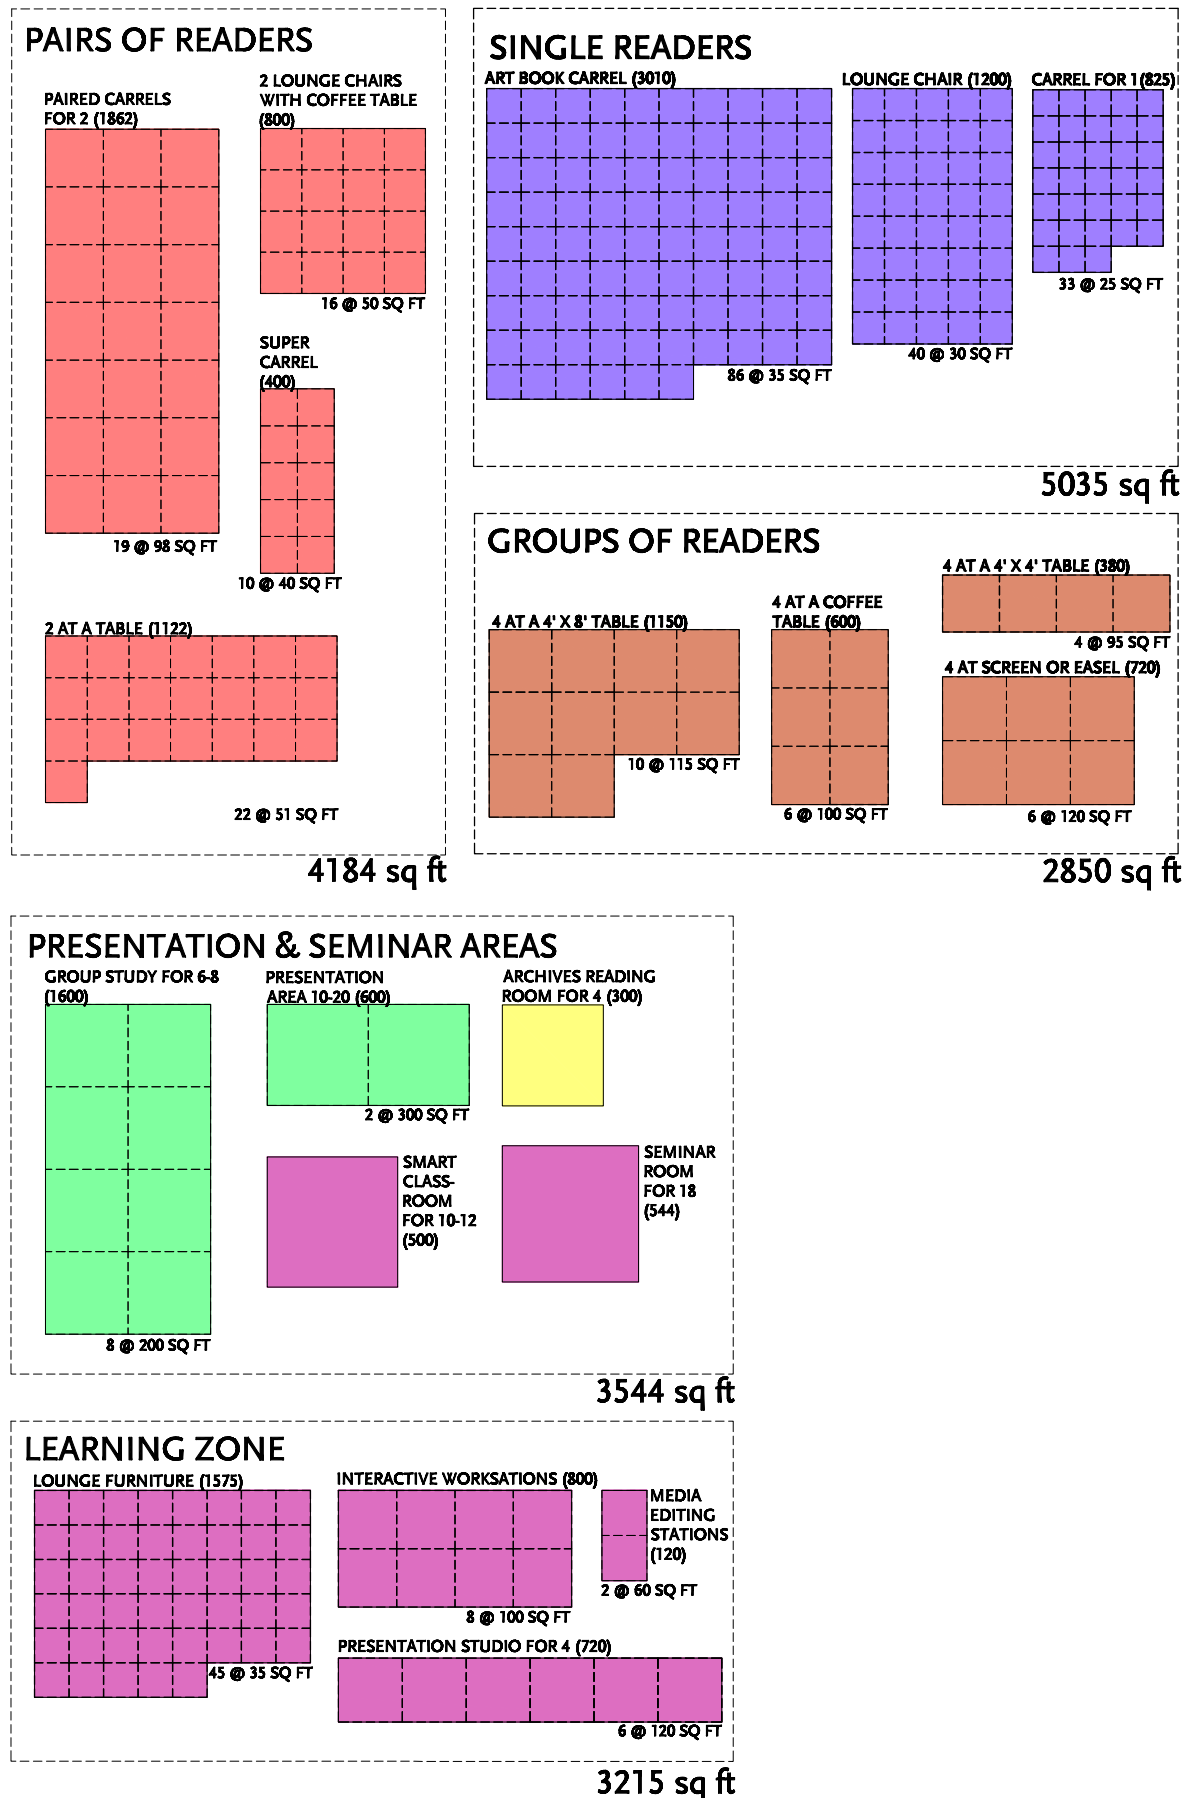 PAIRS OF READERS
PAIRED CARRELS
FOR 2 (1862)
19 @ 98 SQ FT
2 LOUNGE CHAIRS
WITH COFFEE TABLE
(800)
16 @ 50 SQ FT
SUPER
CARREL
(400)
10 @ 40 SQ FT
2 AT A TABLE (1122)
22 @ 51 SQ FT
4184 sq ft
SINGLE READERS
ART BOOK CARREL (3010)
86 @ 35 SQ FT
LOUNGE CHAIR (1200)
40 @ 30 SQ FT
CARREL FOR 1(825)
33 @ 25 SQ FT
5035 sq ft
GROUPS OF READERS
4 AT A 4' X 8' TABLE (1150)
10 @ 115 SQ FT
4 AT A COFFEE
TABLE (600)
6 @ 100 SQ FT
4 AT A 4' X 4' TABLE (380)
4 @ 95 SQ FT
4 AT SCREEN OR EASEL (720)
6 @ 120 SQ FT
2850 sq ft
PRESENTATION & SEMINAR AREAS
GROUP STUDY FOR 6-8
(1600)
8 @ 200 SQ FT
PRESENTATION
AREA 10-20 (600)
2 @ 300 SQ FT
ARCHIVES READING
ROOM FOR 4 (300)
SMART
CLASS-
ROOM
FOR 10-12
(500)
SEMINAR
ROOM
FOR 18
(544)
3544 sq ft
LEARNING ZONE
LOUNGE FURNITURE (1575)
45 @ 35 SQ FT
INTERACTIVE WORKSATIONS (800)
8 @ 100 SQ FT
MEDIA
EDITING
STATIONS
(120)
2 @ 60 SQ FT
PRESENTATION STUDIO FOR 4 (720)
6 @ 120 SQ FT
3215 sq ft